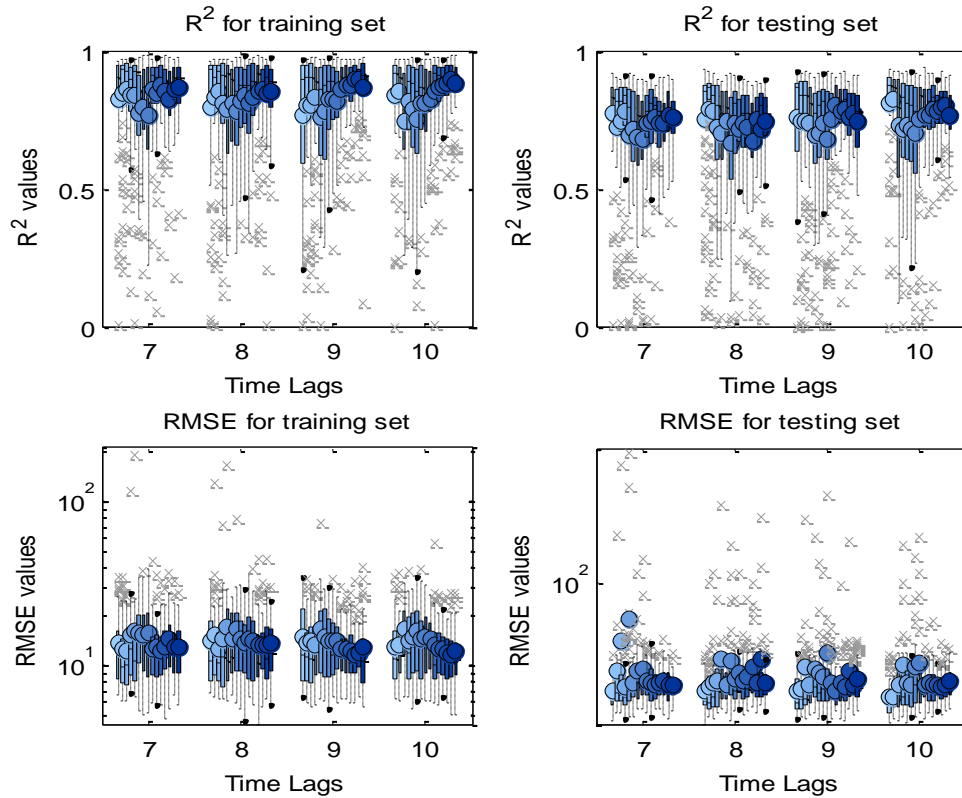 R² for training set
1
0.5
0
R² values
7 8 9 10
Time Lags
R² for testing set
1
0.5
0
R² values
7 8 9 10
Time Lags
RMSE for training set
10²
10¹
RMSE values
7 8 9 10
Time Lags
RMSE for testing set
10²
RMSE values
7 8 9 10
Time Lags